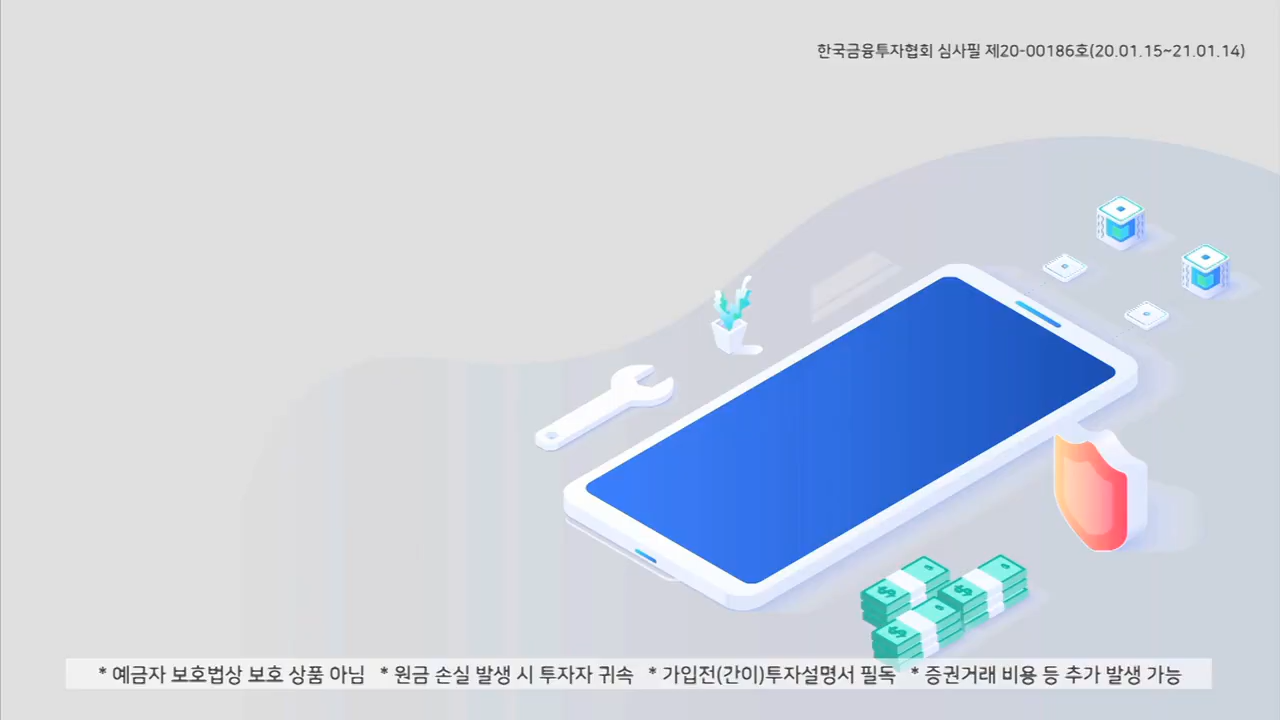 한국금융투자협회 심사필 제20-00186호(20.01.15~21.01.14)
* 예금자 보호법상 보호 상품 아님 * 원금 손실 발생 시 투자자 귀속 * 가입전(간이)투자설명서 필독 * 증권거래 비용 등 추가 발생 가능